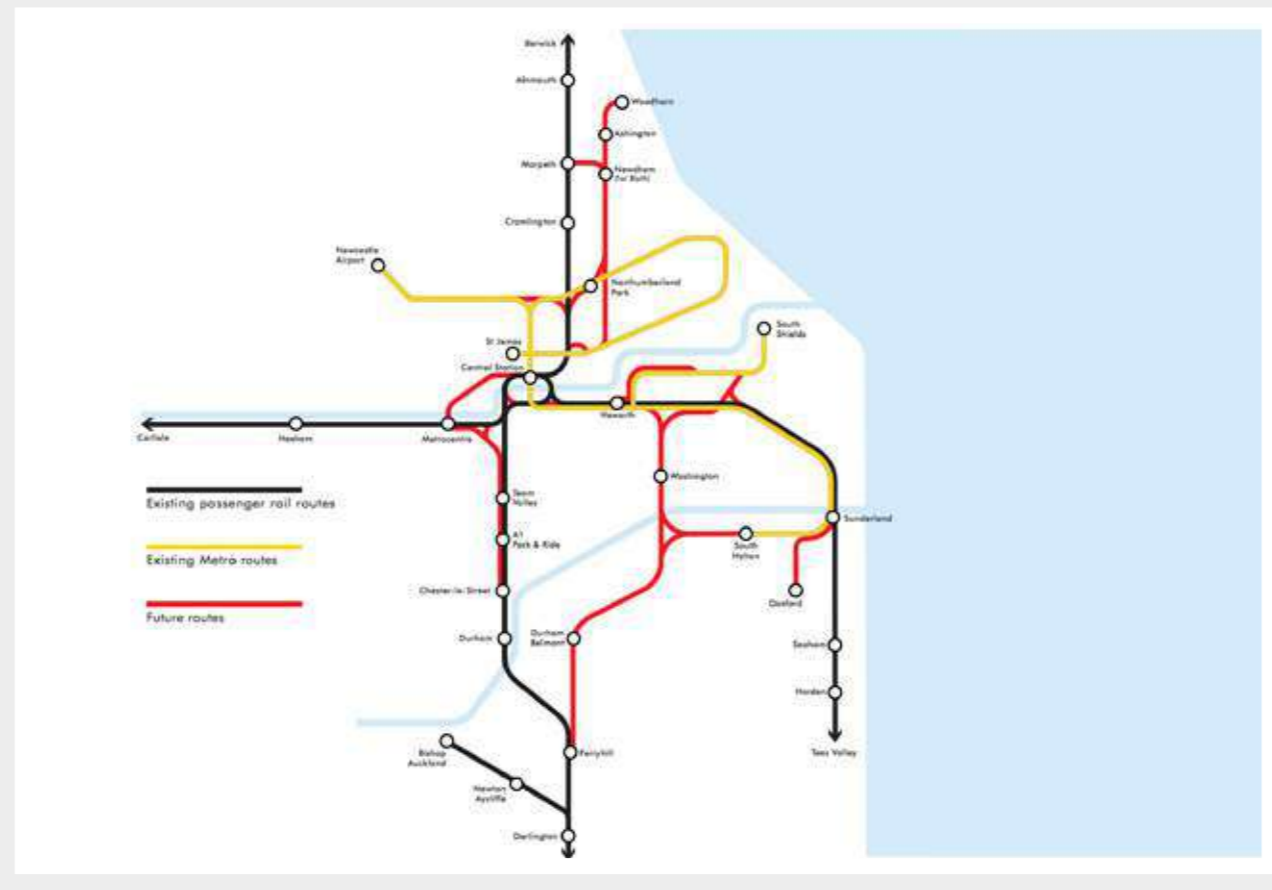 Berwick
Alnmouth
Woodhorn
Ashington
Morpeth
Newsham
(for Blyth)
Cramlington
Newcastle
Airport
Northumberland
Park
St James
South
Shields
Central Station
Heworth
Carlisle
Hexham
Metrocentre
Washington
Existing passenger rail routes
Team
Valley
Sunderland
A1
Park & Ride
South
Hylton
Existing Metro routes
Chester-le-Street
Doxford
Future routes
Durham
Durham
Belmont
Seaham
Horden
Bishop
Auckland
Ferryhill
Tees Valley
Newton
Aycliffe
Darlington